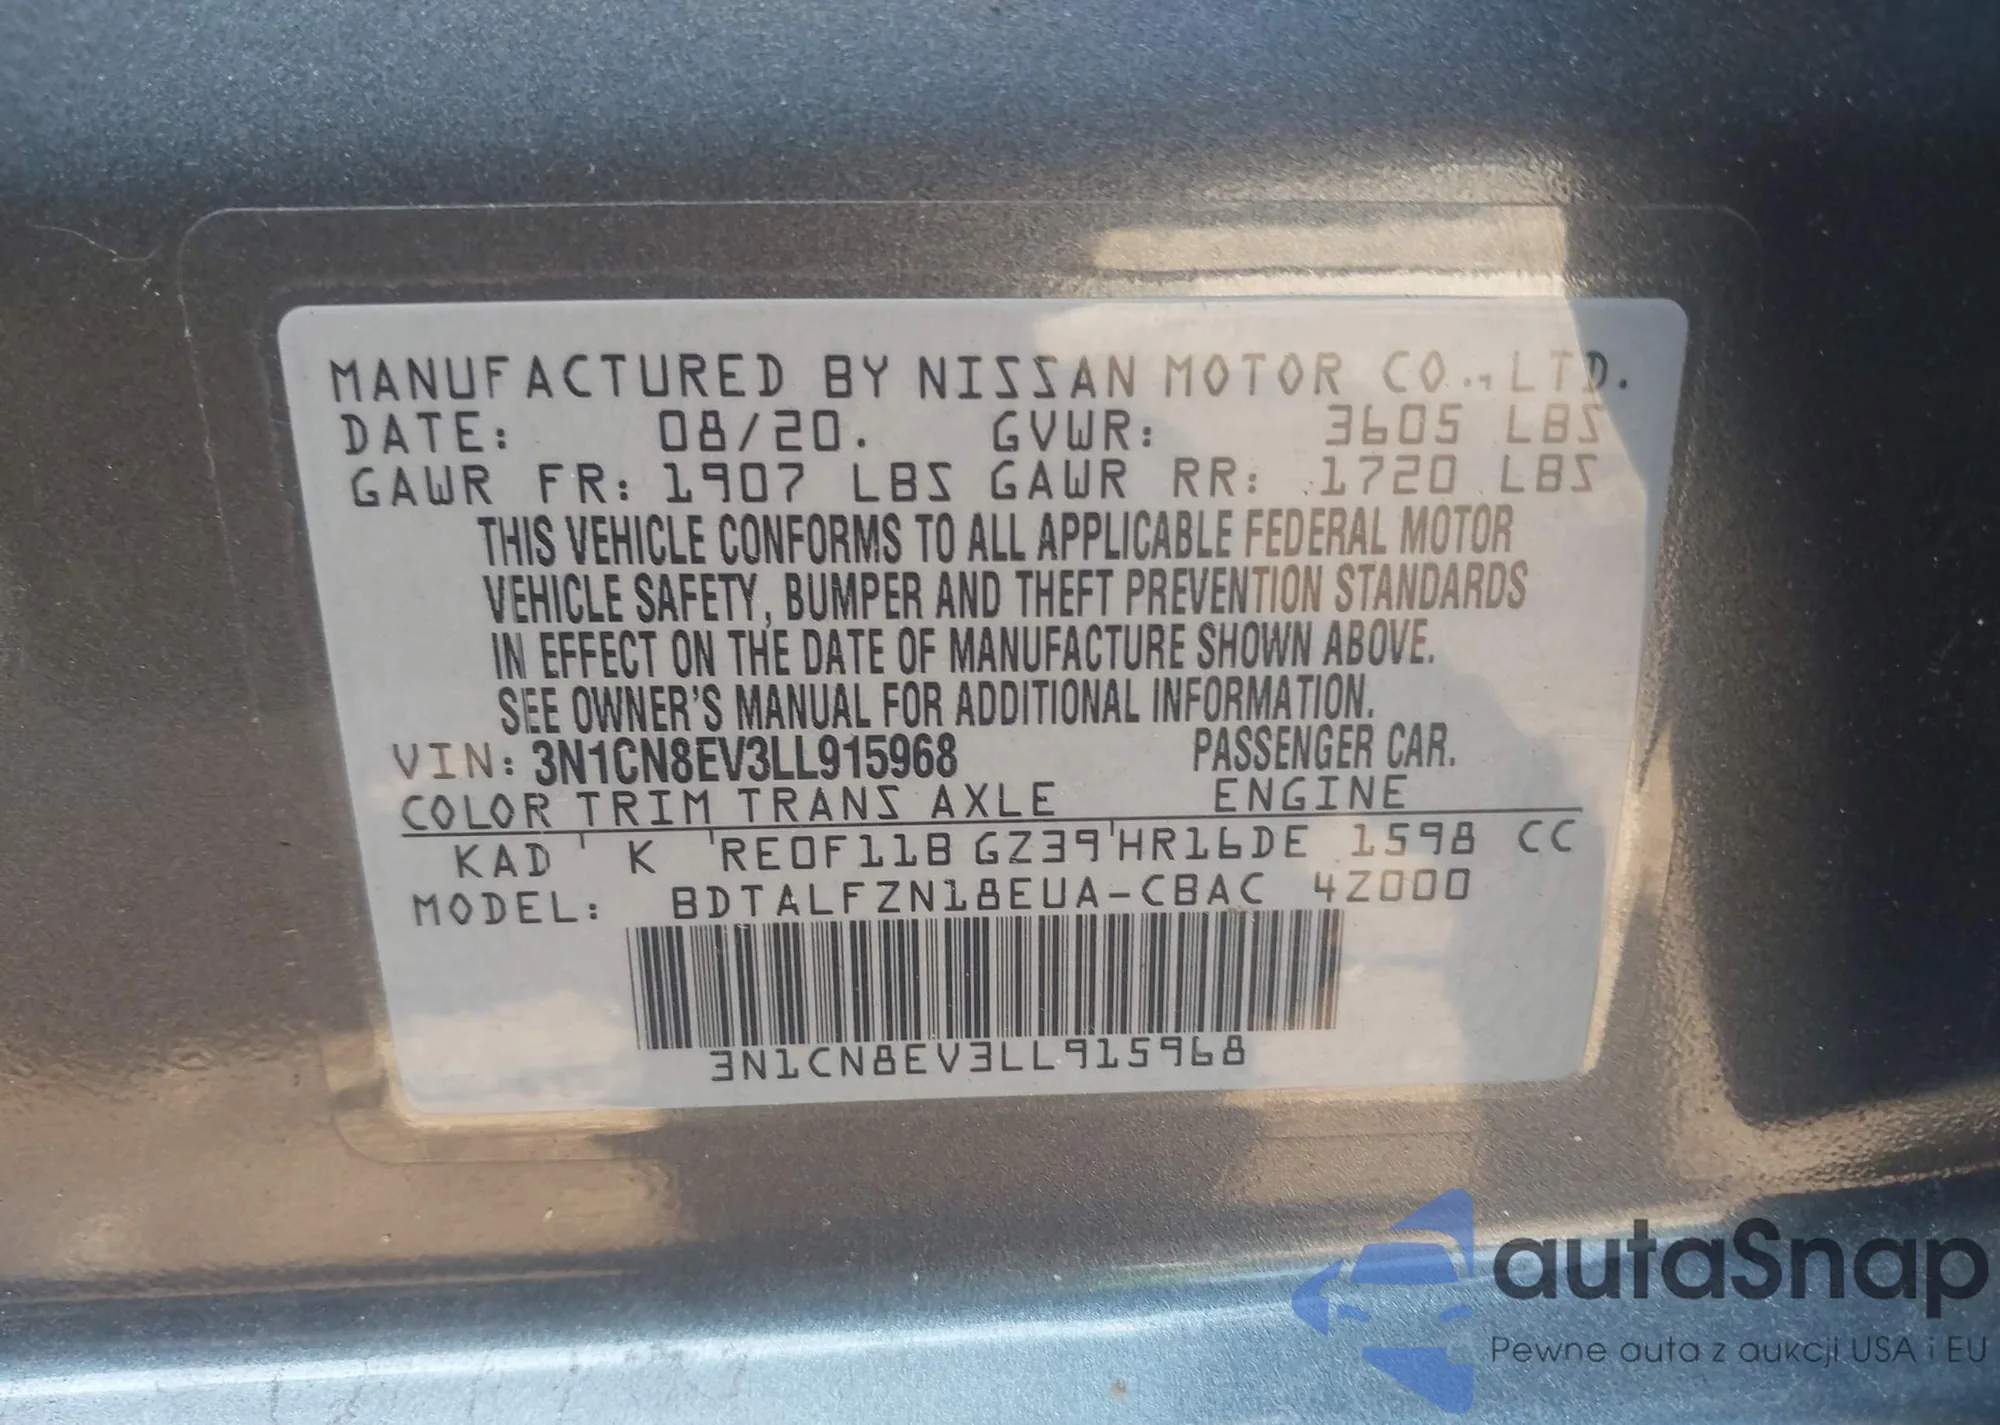 MANUFACTURED BY NISSAN MOTOR CO., LTD.
DATE: 08/20. GVWR: 3605 LBS
GAWR FR: 1907 LBS GAWR RR: 1720 LBS
THIS VEHICLE CONFORMS TO ALL APPLICABLE FEDERAL MOTOR
VEHICLE SAFETY, BUMPER AND THEFT PREVENTION STANDARDS
IN EFFECT ON THE DATE OF MANUFACTURE SHOWN ABOVE.
SEE OWNER'S MANUAL FOR ADDITIONAL INFORMATION.
VIN: 3N1CN8EV3LL915968 PASSENGER CAR.
COLOR TRIM TRANS AXLE ENGINE
KAD K RE0F11B GZ39 HR16DE 1598 CC
MODEL: BDTALFZN18EUA-CBAC 4Z000
3N1CN8EV3LL915968
autaSnap
Pewne auta z aukcji USA i EU